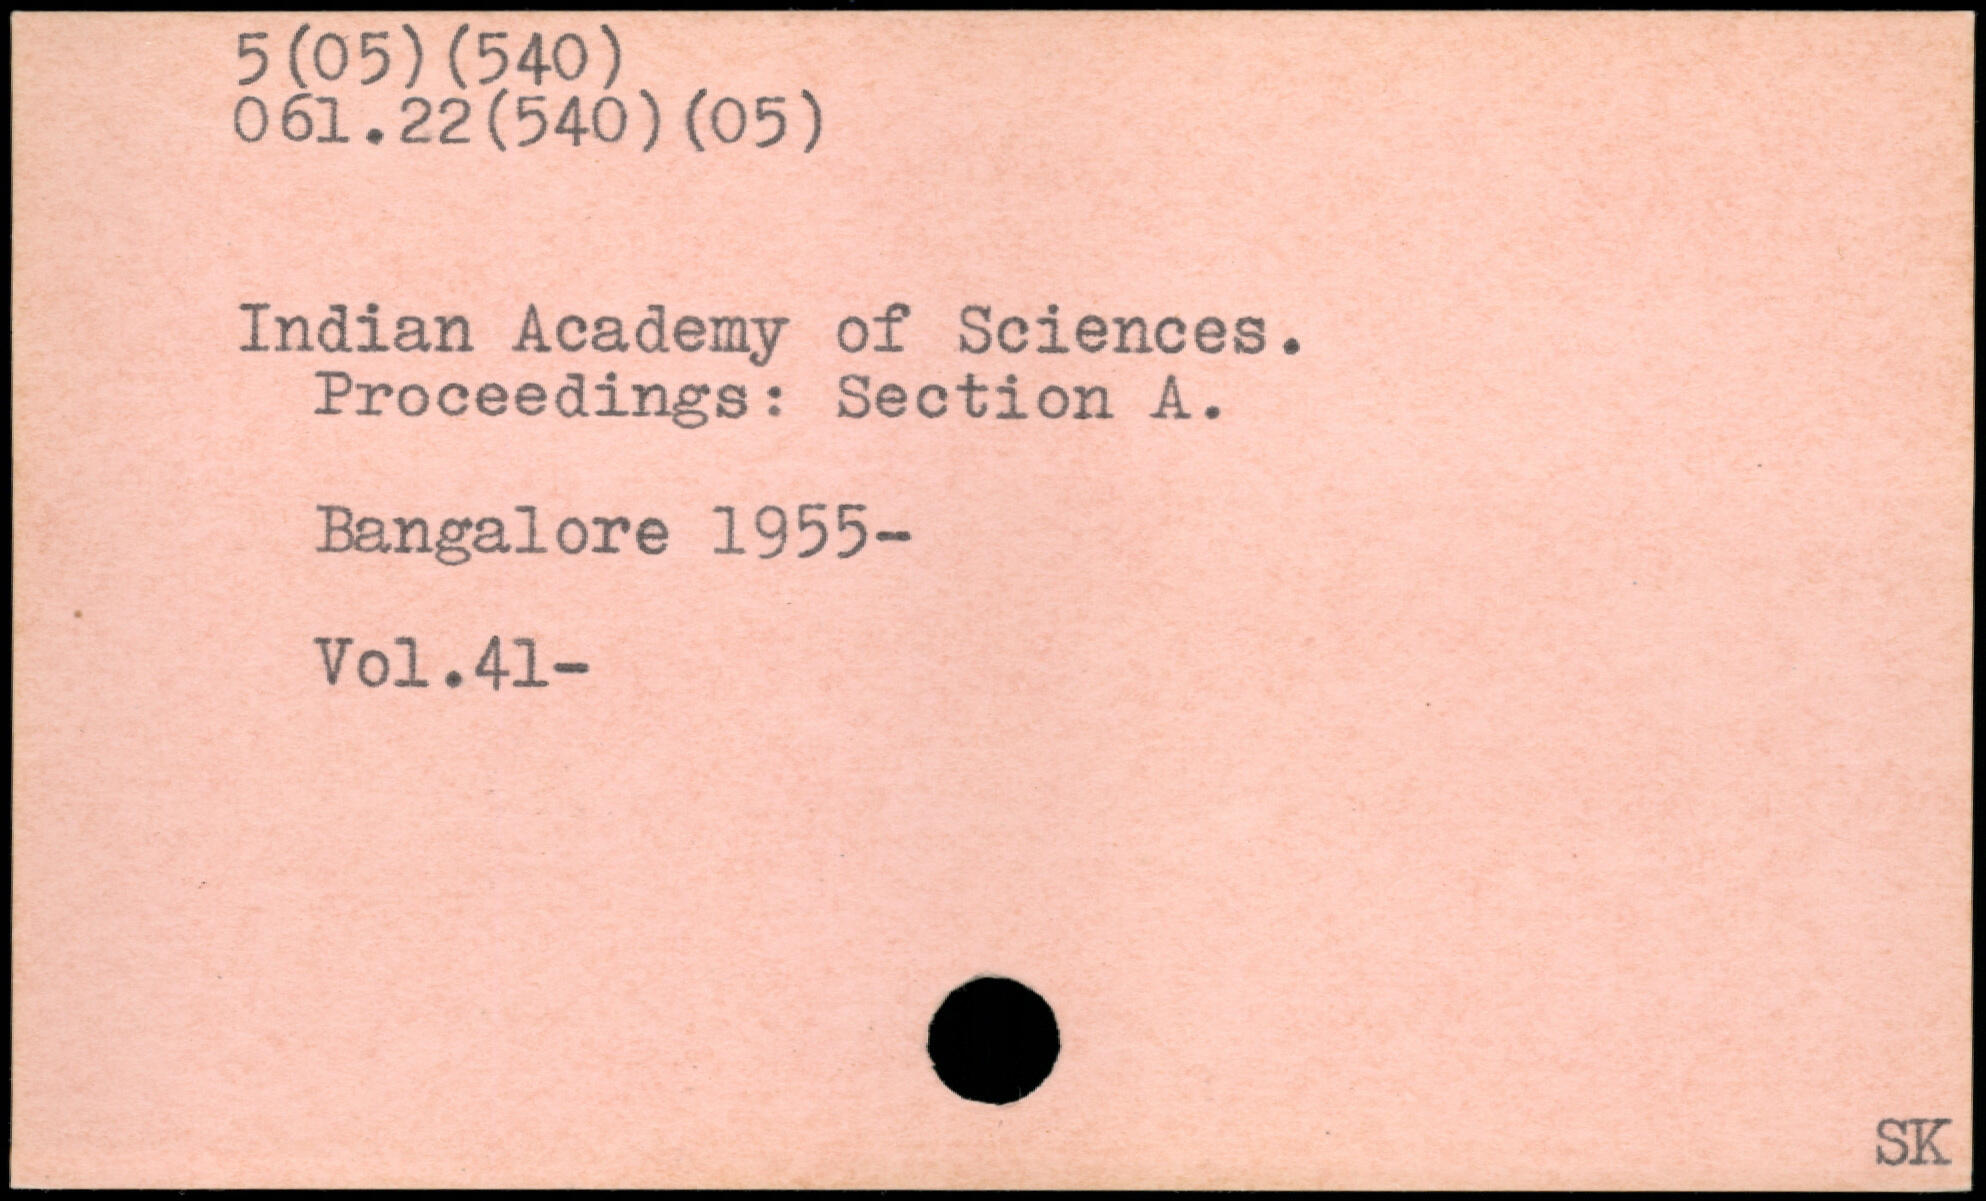 5(05)(540)
061.22(540)(05)
Indian Academy of Sciences.
Proceedings: Section A.
Bangalore 1955-
Vol.41-
SK